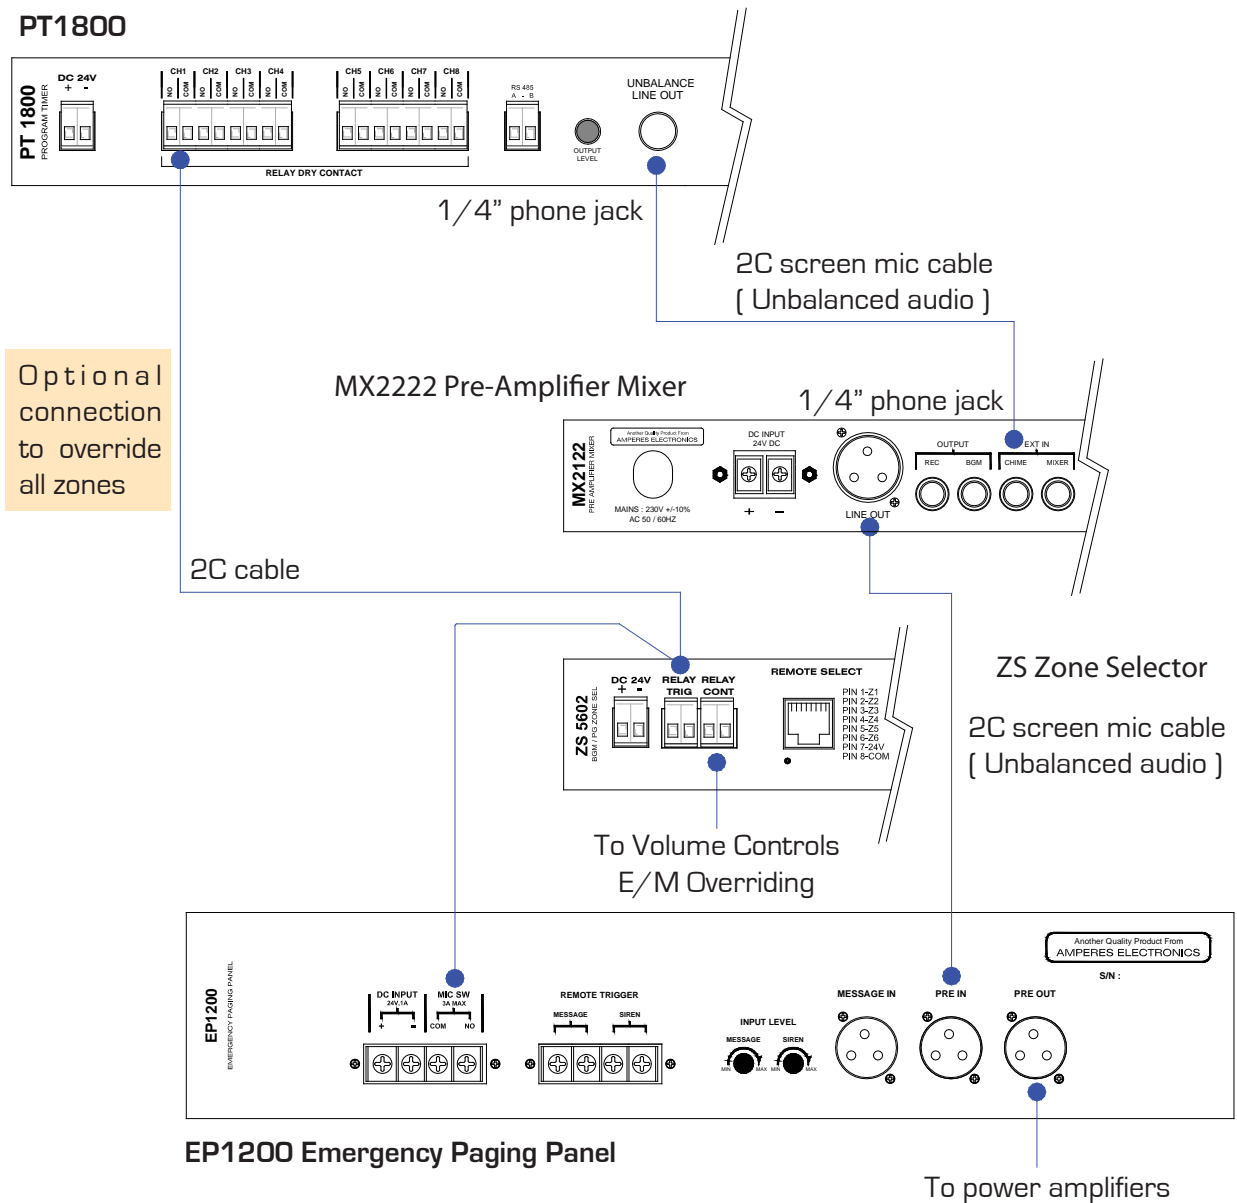 PT1800
PT 1800
PROGRAM TIMER
DC 24V
+ -
CH1 CH2 CH3 CH4
NO COM NO COM NO COM NO COM
CH5 CH6 CH7 CH8
NO COM NO COM NO COM NO COM
RELAY DRY CONTACT
RS 485
A - B
OUTPUT
LEVEL
UNBALANCE
LINE OUT
1/4” phone jack
2C screen mic cable
( Unbalanced audio )
Optional
connection
to override
all zones
MX2222 Pre-Amplifier Mixer
1/4” phone jack
MX2122
PRE AMPLIFIER MIXER
Another Quality Product From
AMPERES ELECTRONICS
MAINS : 230V +/-10%
AC 50 / 60HZ
DC INPUT
24V DC
+ -
LINE OUT
OUTPUT
REC BGM
EXT IN
CHIME MIXER
2C cable
ZS 5602
BGM / PG ZONE SEL
DC 24V
+ -
RELAY
TRIG
RELAY
CONT
REMOTE SELECT
PIN 1-Z1
PIN 2-Z2
PIN 3-Z3
PIN 4-Z4
PIN 5-Z5
PIN 6-Z6
PIN 7-24V
PIN 8-COM
ZS Zone Selector
2C screen mic cable
( Unbalanced audio )
To Volume Controls
E/M Overriding
EP1200
EMERGENCY PAGING PANEL
DC INPUT
24V,1A
+ -
MIC SW
3A MAX
COM NO
REMOTE TRIGGER
MESSAGE SIREN
INPUT LEVEL
MESSAGE SIREN
MIN MAX MIN MAX
MESSAGE IN
PRE IN
PRE OUT
Another Quality Product From
AMPERES ELECTRONICS
S/N :
EP1200 Emergency Paging Panel
To power amplifiers